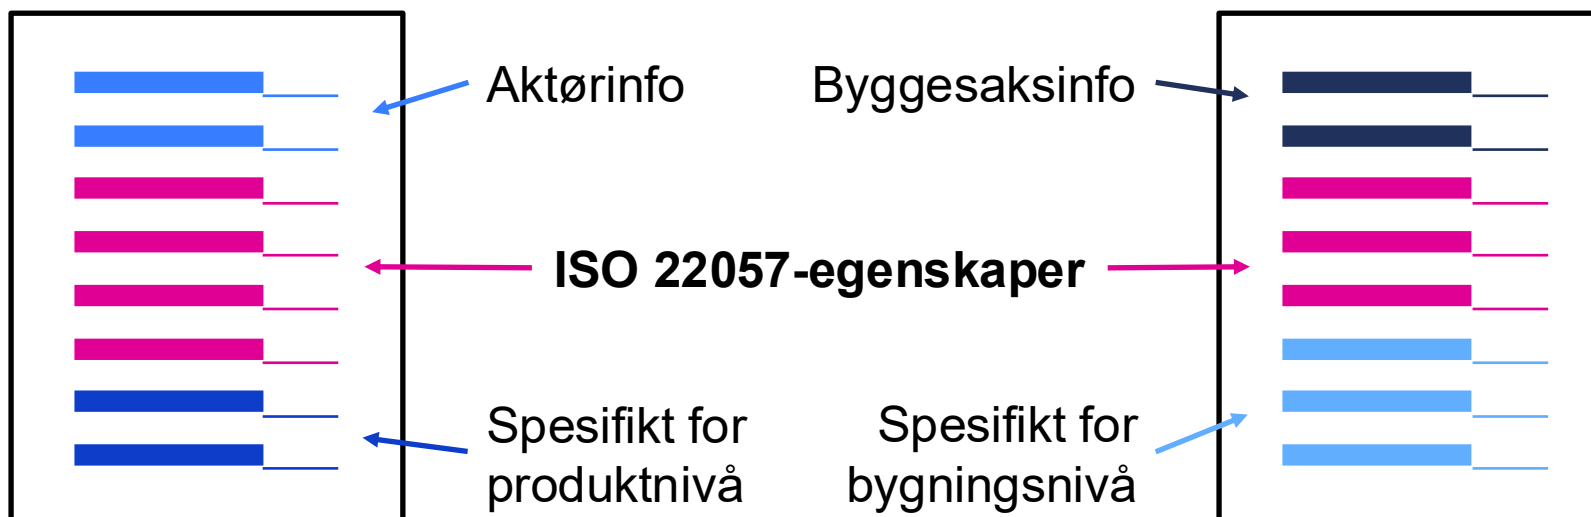 Aktørinfo
Byggesaksinfo
ISO 22057-egenskaper
Spesifikt for
produktnivå
Spesifikt for
bygningsnivå